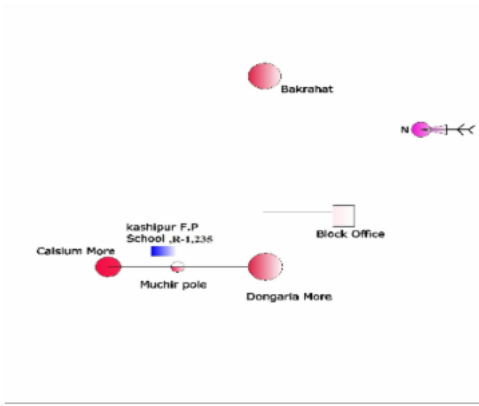 Bakrahat
N
Block Office
kashipur F.P
School ,R-1,235
Calsium More
Muchir pole
Dongaria More